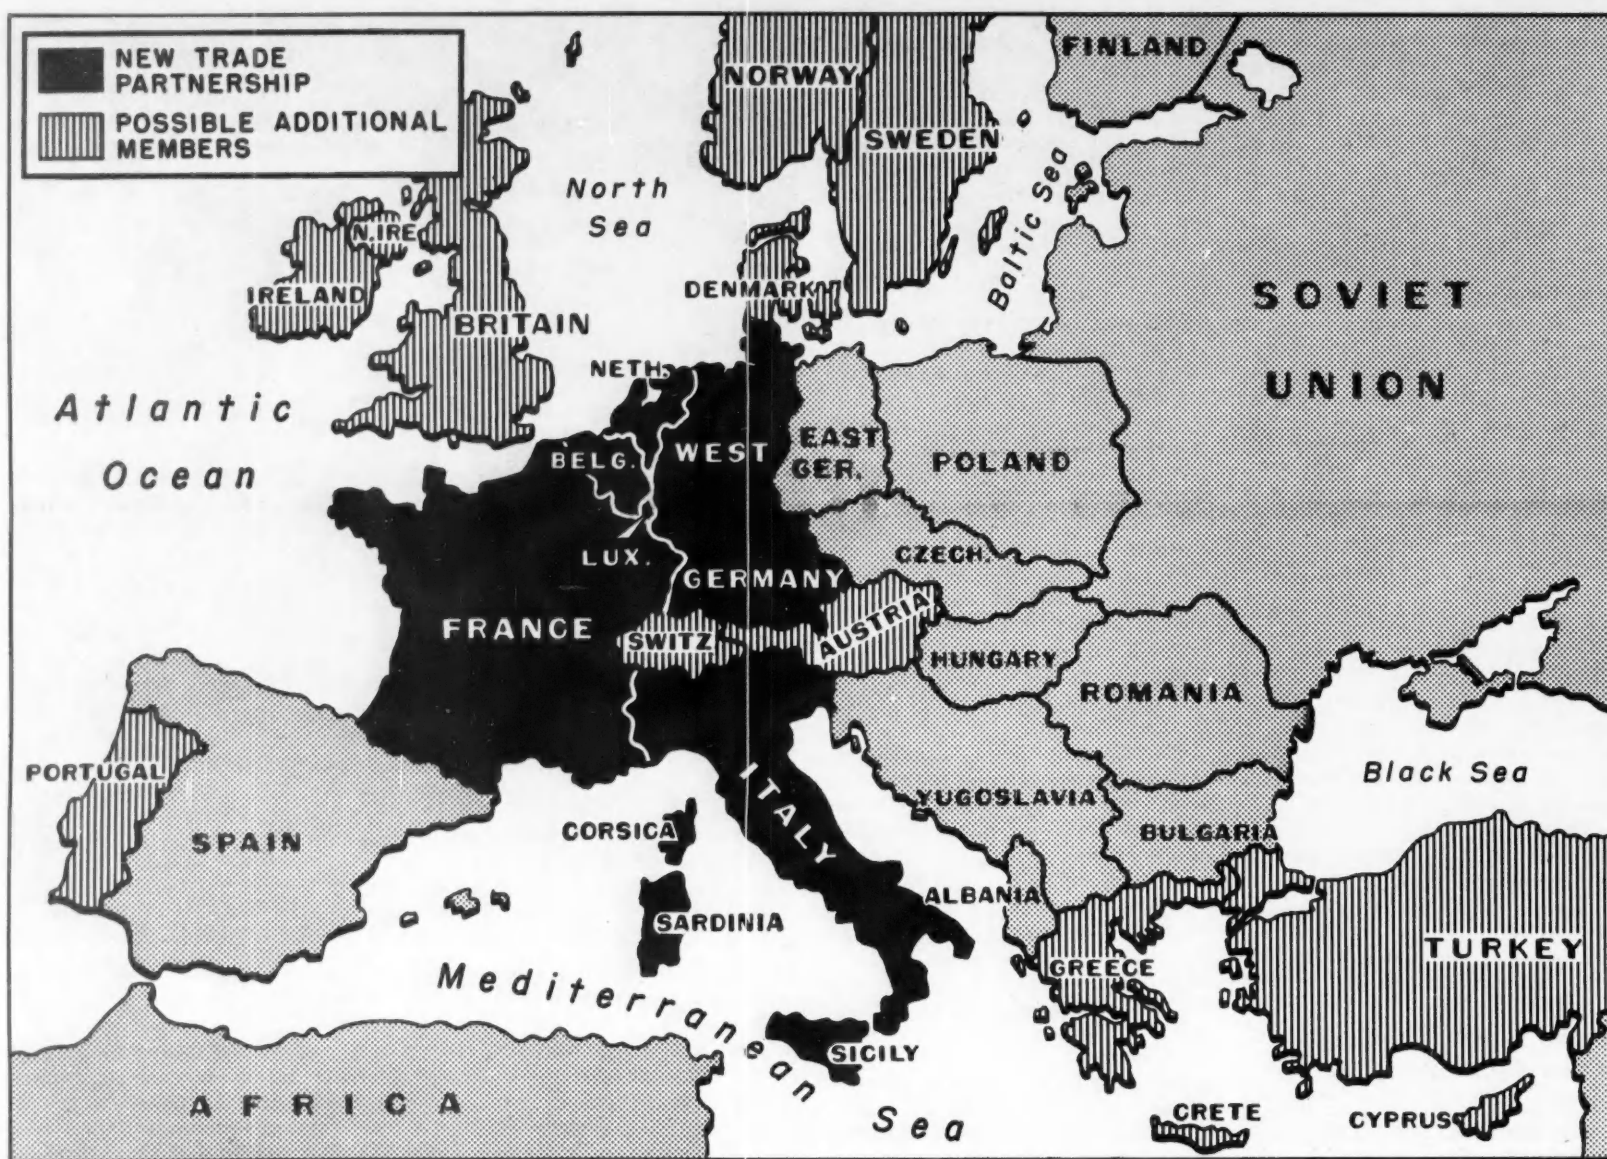 NEW TRADE
PARTNERSHIP
POSSIBLE ADDITIONAL
MEMBERS
FINLAND
NORWAY
SWEDEN
North
Sea
Baltic Sea
N.IRE
IRELAND
DENMARK
BRITAIN
SOVIET
UNION
NETH.
Atlantic
Ocean
BELG.
WEST
GERMANY
EAST
GER.
POLAND
LUX.
CZECH.
FRANCE
SWITZ
AUSTRIA
HUNGARY
ROMANIA
PORTUGAL
SPAIN
ITALY
CORSICA
SARDINIA
YUGOSLAVIA
BULGARIA
Black Sea
ALBANIA
GREECE
TURKEY
Mediterranean
Sea
SICILY
AFRICA
CRETE
CYPRUS